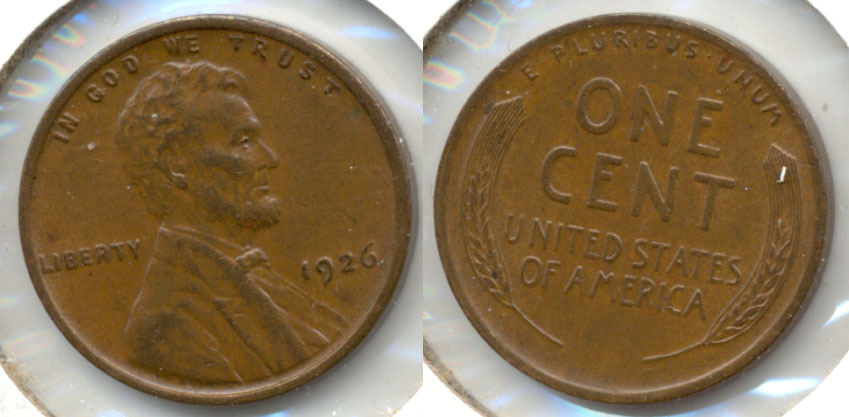 IN GOD WE TRUST
LIBERTY
1926
E PLURIBUS UNUM
ONE
CENT
UNITED STATES
OF AMERICA